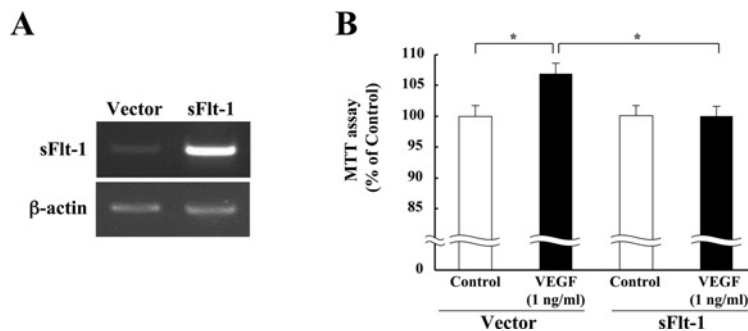 A
Vector sFlt-1
sFlt-1
β-actin
B
* *
MTT assay
(% of Control)
110
105
100
95
90
85
0
Control VEGF Control VEGF
(1 ng/ml) (1 ng/ml)
Vector sFlt-1